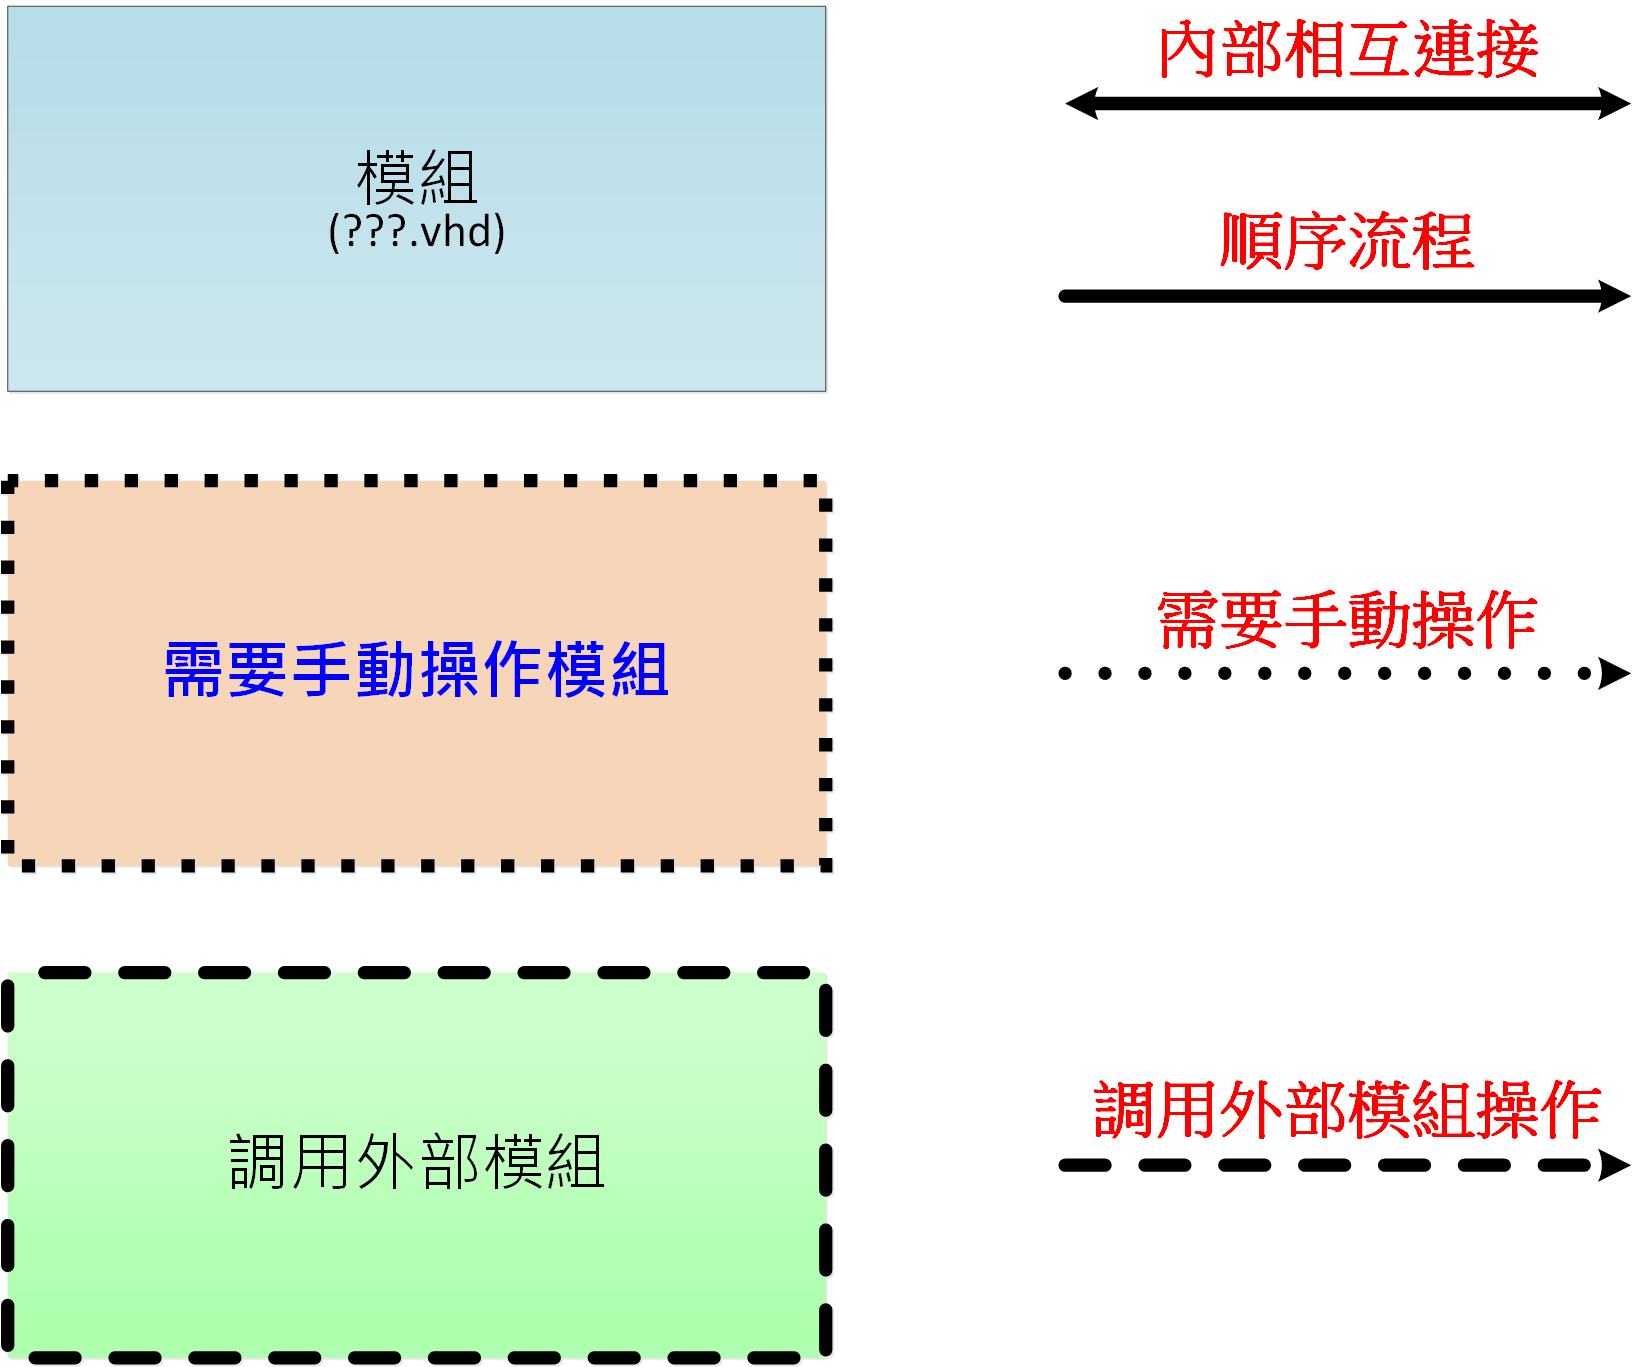 模組
(???.vhd)
內部相互連接
順序流程
需要手動操作模組
需要手動操作
調用外部模組
調用外部模組操作